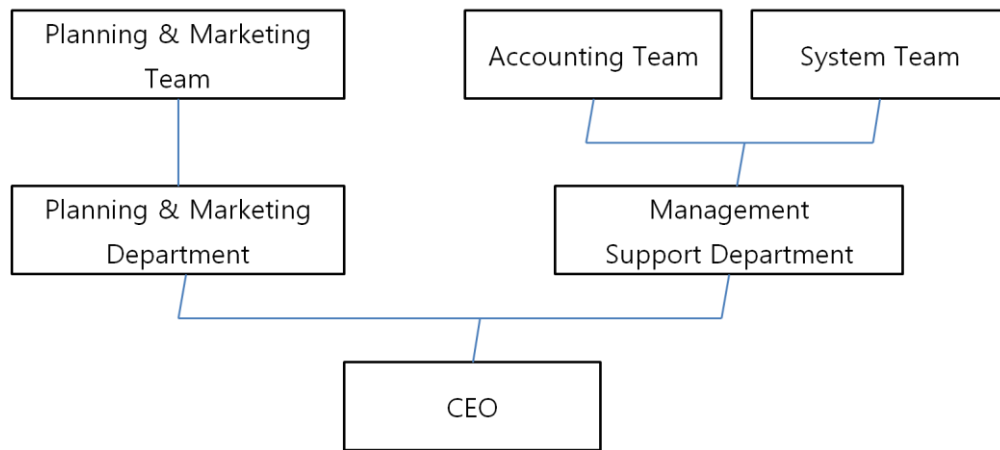 Planning & Marketing
Team
Accounting Team
System Team
Planning & Marketing
Department
Management
Support Department
CEO